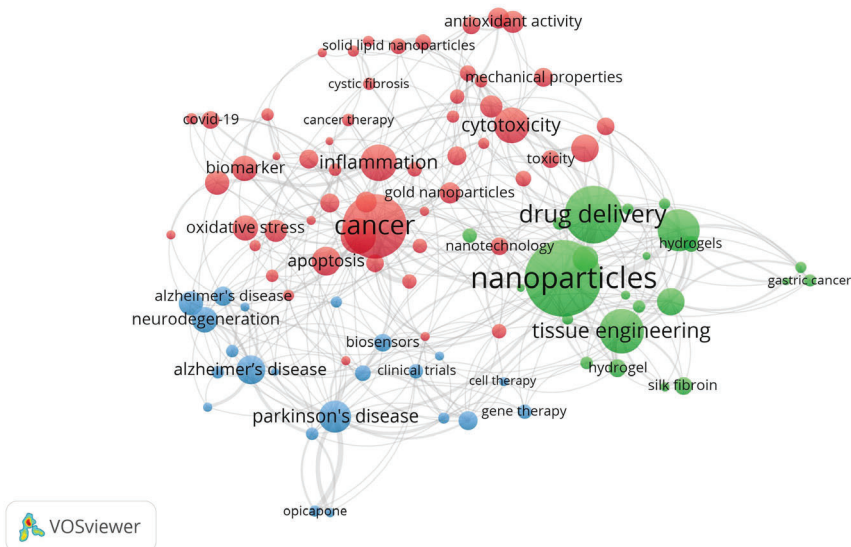 antioxidant activity
solid lipid nanoparticles
mechanical properties
cystic fibrosis
covid-19
cancer therapy
cytotoxicity
biomarker
inflammation
toxicity
gold nanoparticles
drug delivery
oxidative stress
cancer
nanotechnology
hydrogels
apoptosis
nanoparticles
gastric cancer
alzheimer's disease
neurodegeneration
tissue engineering
biosensors
alzheimer’s disease
clinical trials
hydrogel
cell therapy
silk fibroin
parkinson's disease
gene therapy
opicapone
VOSviewer